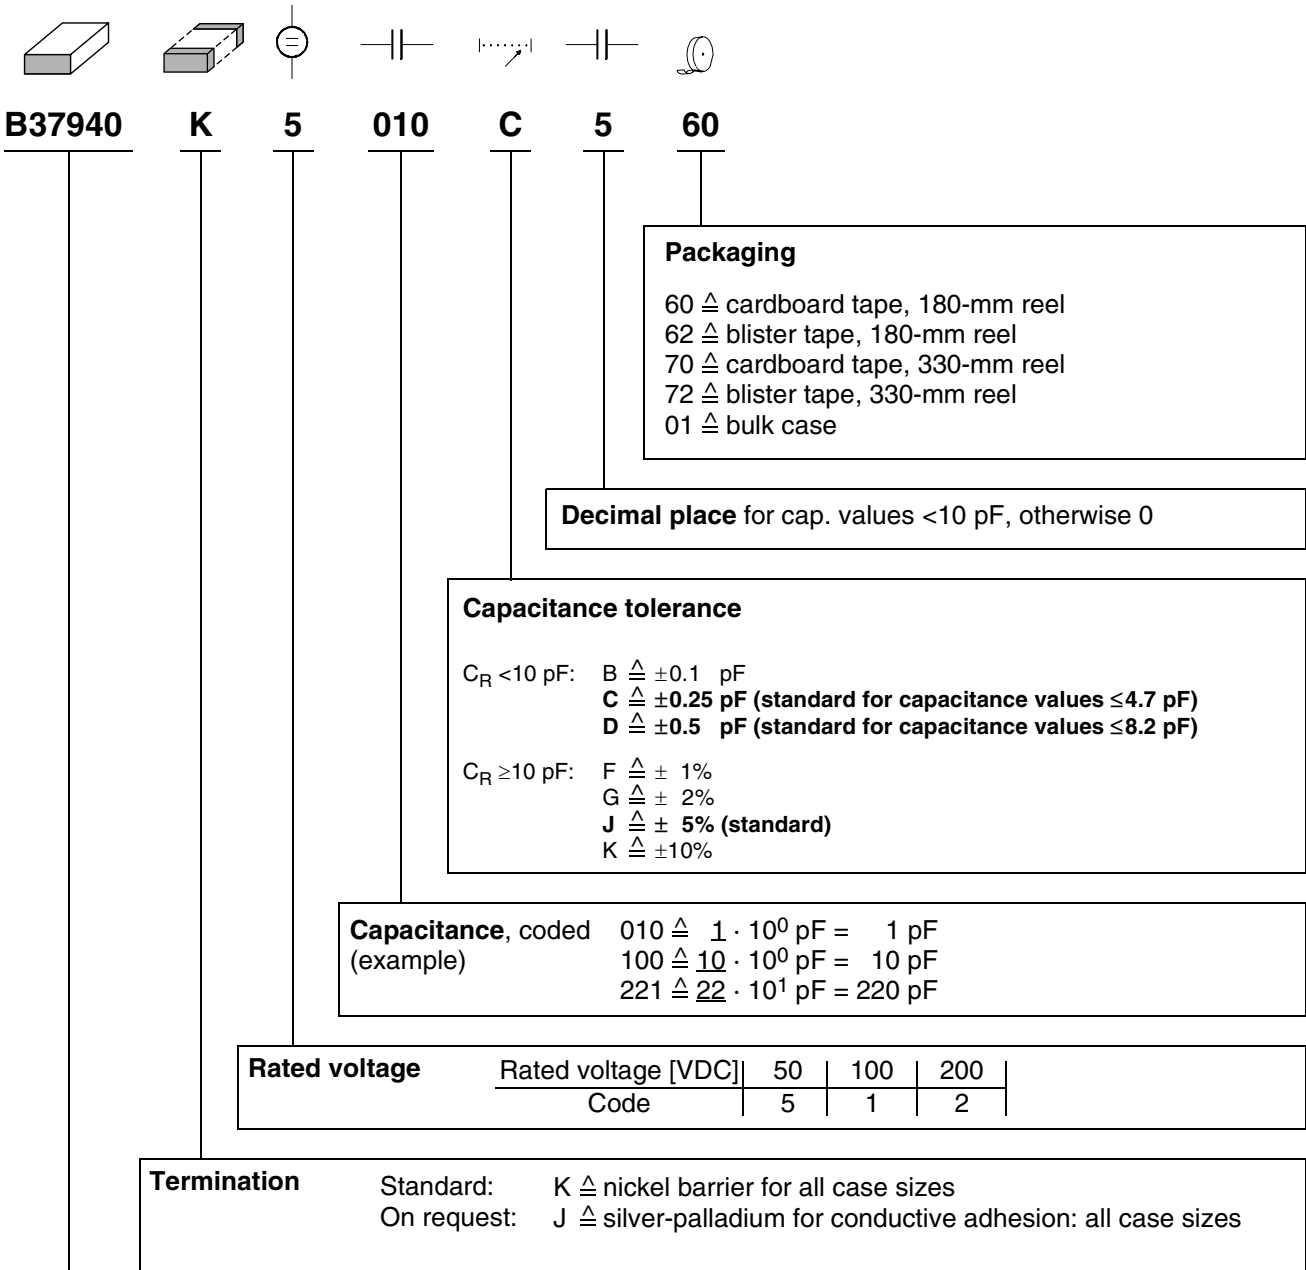 B37940 K 5 010 C 5 60
Packaging
60 ≙ cardboard tape, 180-mm reel
62 ≙ blister tape, 180-mm reel
70 ≙ cardboard tape, 330-mm reel
72 ≙ blister tape, 330-mm reel
01 ≙ bulk case
Decimal place for cap. values <10 pF, otherwise 0
Capacitance tolerance
C_R <10 pF: B ≙ ±0.1 pF
C ≙ ±0.25 pF (standard for capacitance values ≤4.7 pF)
D ≙ ±0.5 pF (standard for capacitance values ≤8.2 pF)
C_R ≥10 pF: F ≙ ± 1%
G ≙ ± 2%
J ≙ ± 5% (standard)
K ≙ ±10%
Capacitance, coded 010 ≙ 1 · 10⁰ pF = 1 pF
(example) 100 ≙ 10 · 10⁰ pF = 10 pF
221 ≙ 22 · 10¹ pF = 220 pF
Rated voltage Rated voltage [VDC] 50 100 200
Code 5 1 2
Termination Standard: K ≙ nickel barrier for all case sizes
On request: J ≙ silver-palladium for conductive adhesion: all case sizes